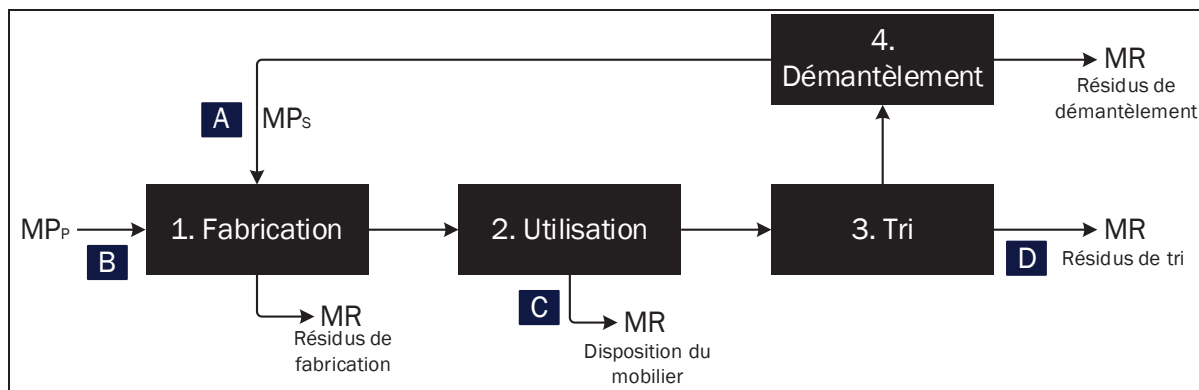 4.
Démantèlement
MR
Résidus de
démantèlement
A
MPs
MPP
1. Fabrication
2. Utilisation
3. Tri
MR
B
D
Résidus de tri
C
MR
Résidus de
fabrication
MR
Disposition du
mobilier